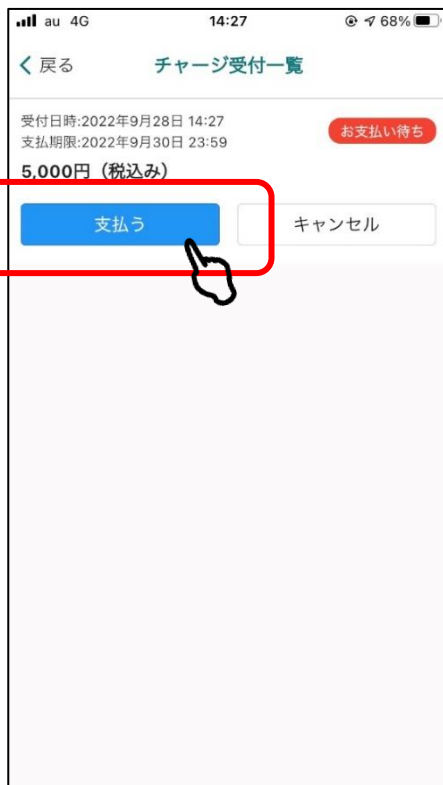 au 4G 14:27 68%
戻る チャージ受付一覧
受付日時:2022年9月28日 14:27
支払期限:2022年9月30日 23:59
お支払い待ち
5,000円（税込み）
支払う キャンセル